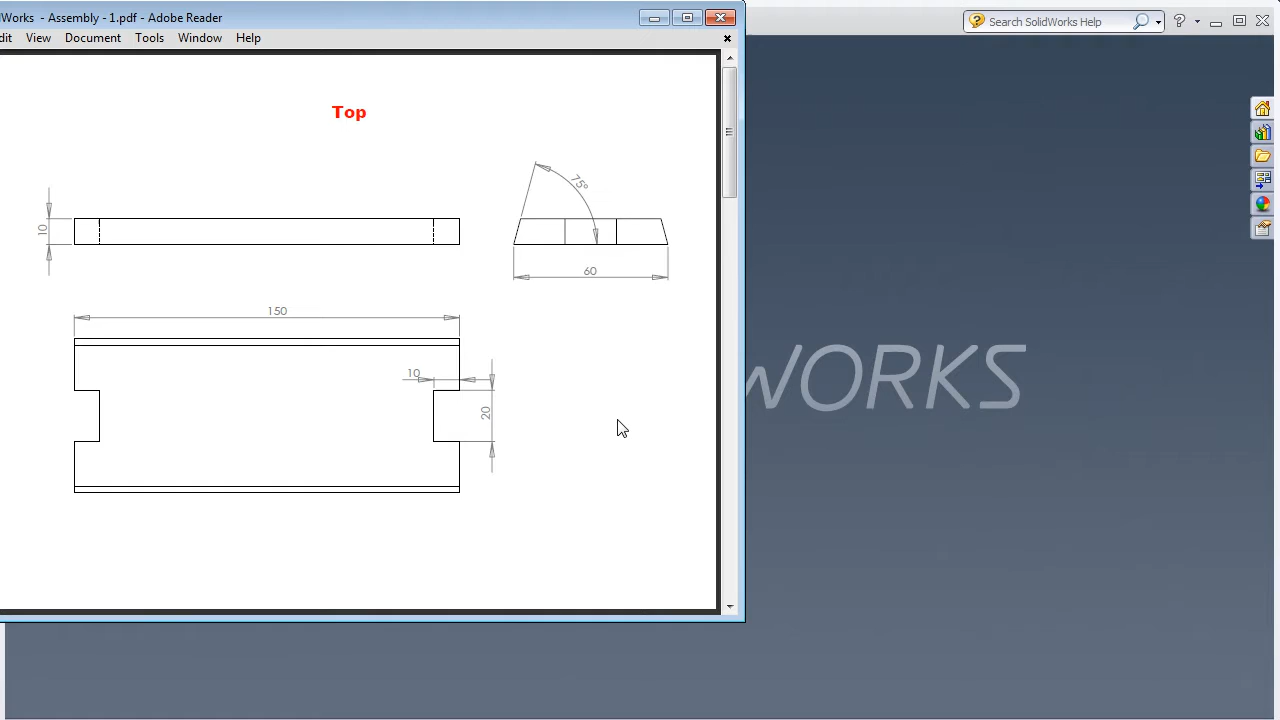 lWorks - Assembly - 1.pdf - Adobe Reader
Search SolidWorks Help
dit View Document Tools Window Help
Top
75°
10
60
150
10
20
WORKS